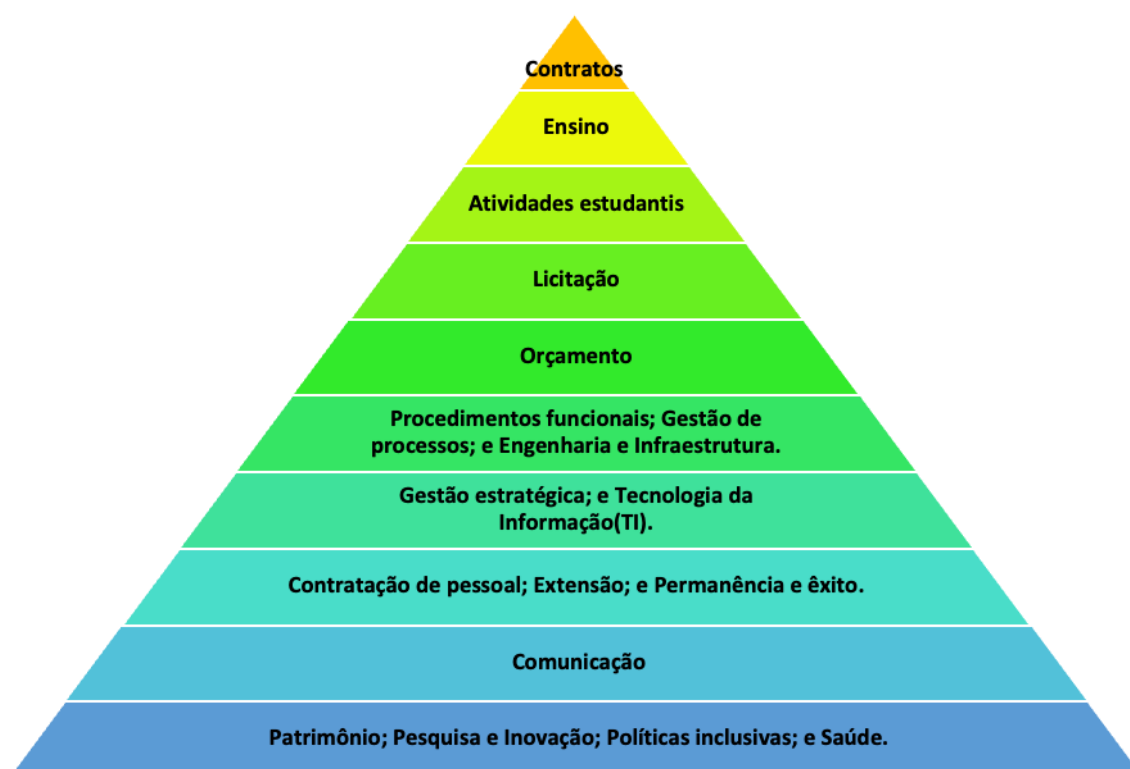 Contratos
Ensino
Atividades estudantis
Licitação
Orçamento
Procedimentos funcionais; Gestão de
processos; e Engenharia e Infraestrutura.
Gestão estratégica; e Tecnologia da
Informação(TI).
Contratação de pessoal; Extensão; e Permanência e êxito.
Comunicação
Patrimônio; Pesquisa e Inovação; Políticas inclusivas; e Saúde.